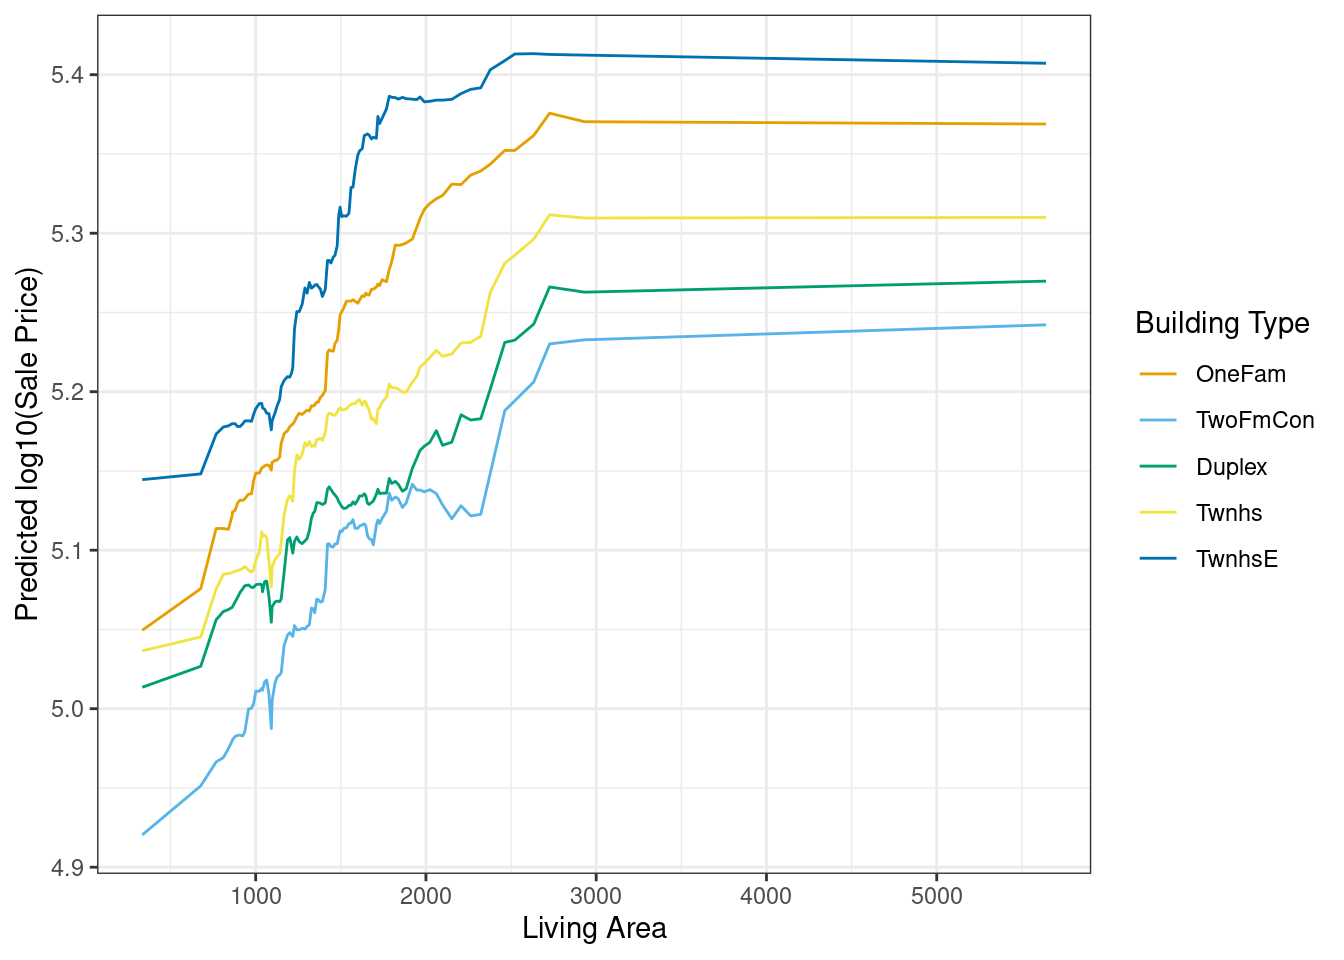 5.4
5.3
5.2
5.1
5.0
4.9
Predicted log10(Sale Price)
1000
2000
3000
4000
5000
Living Area
Building Type
OneFam
TwoFmCon
Duplex
Twnhs
TwnhsE